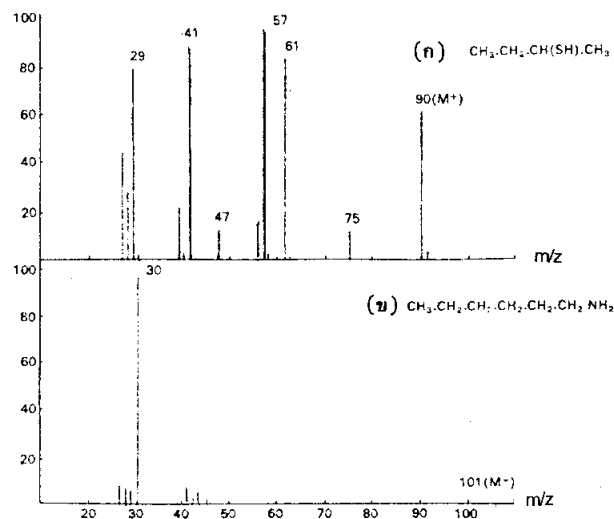 100
80
60
40
20
29
41
47
57
61
75
90(M⁺)
(ก) CH₃.CH₂.CH(SH).CH₃
m/z
100
80
60
40
20
30
(ข) CH₃.CH₂.CH₂.CH₂.CH₂.CH₂ NH₂
101(M⁺)
20 30 40 50 60 70 80 90 100
m/z